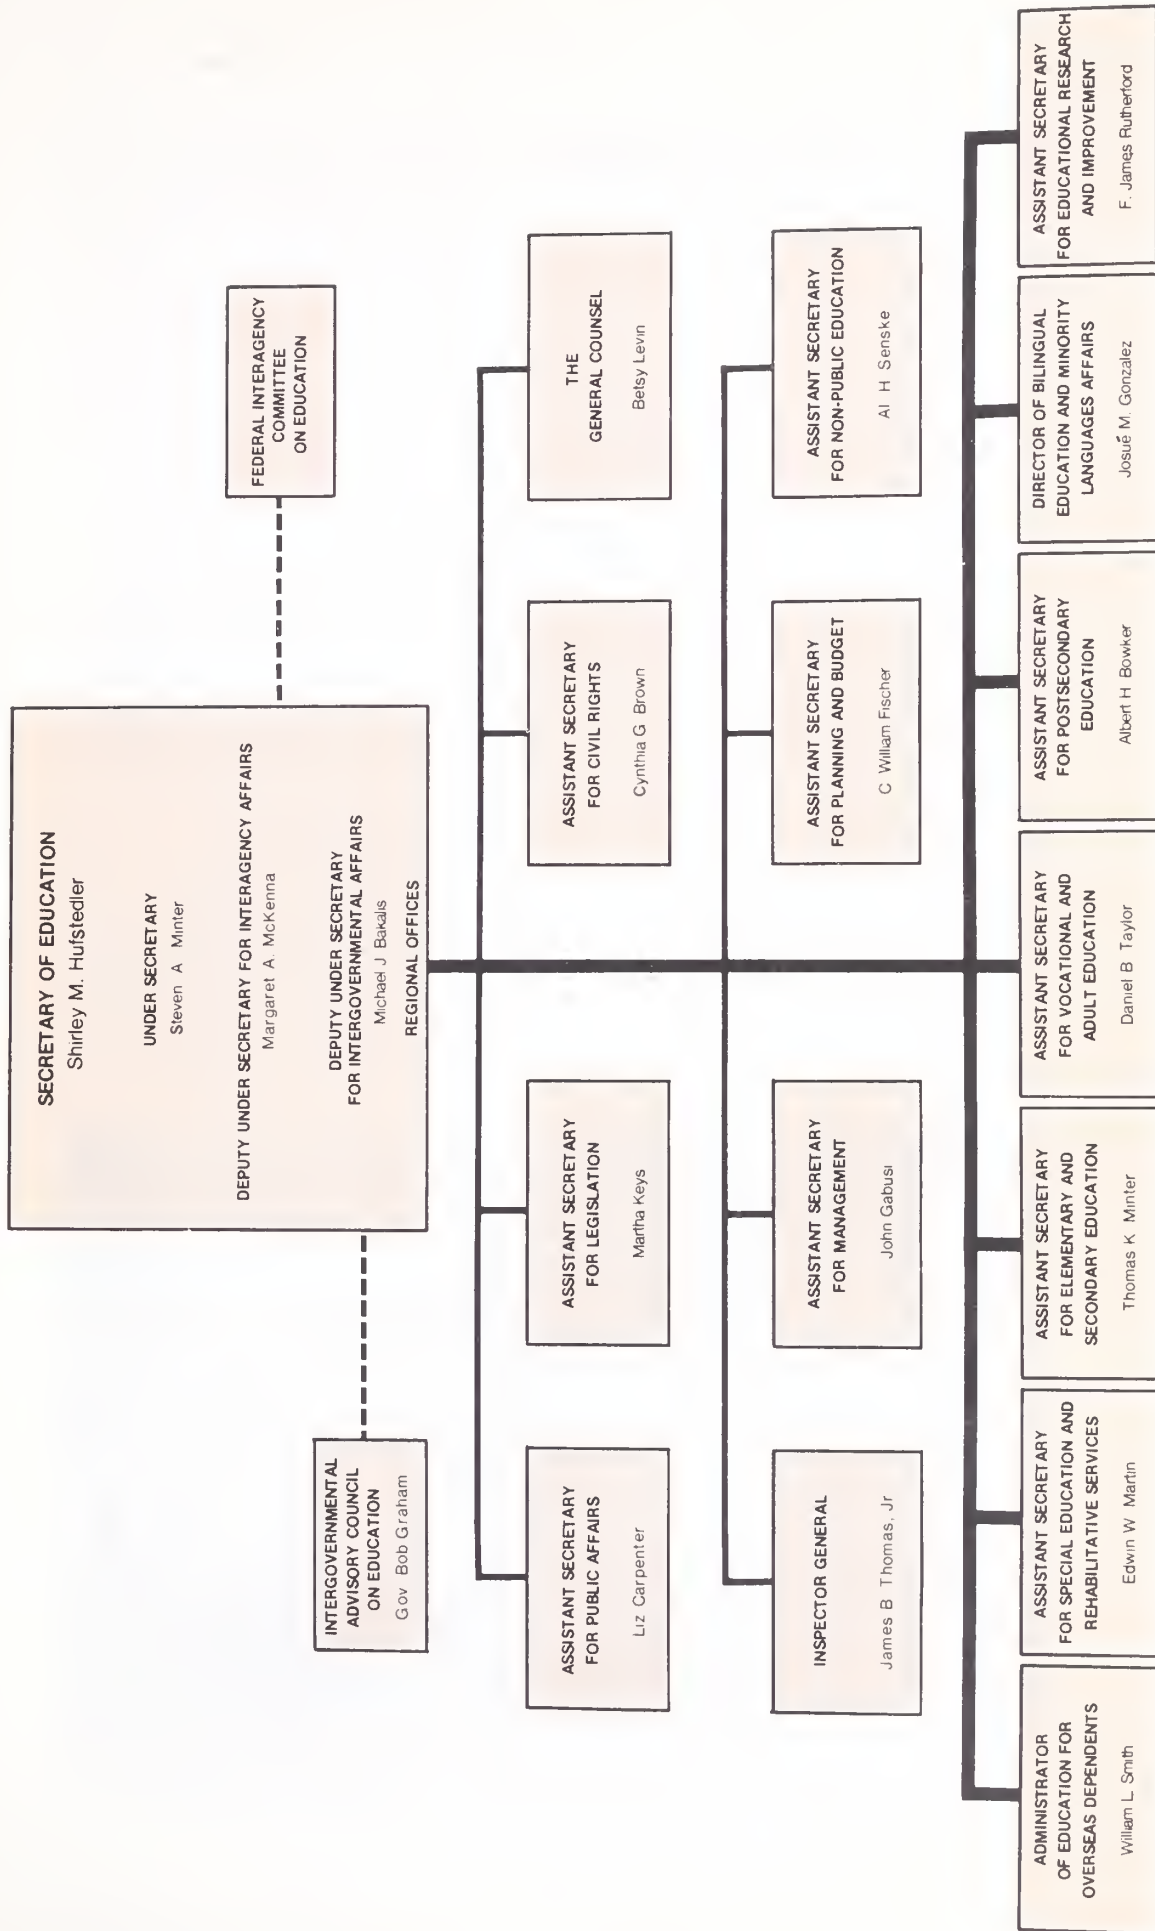 SECRETARY OF EDUCATION
Shirley M. Hufstedler
UNDER SECRETARY
Steven A Minter
DEPUTY UNDER SECRETARY FOR INTERAGENCY AFFAIRS
Margaret A. McKenna
DEPUTY UNDER SECRETARY
FOR INTERGOVERNMENTAL AFFAIRS
Michael J Bakalis
REGIONAL OFFICES
INTERGOVERNMENTAL
ADVISORY COUNCIL
ON EDUCATION
Gov Bob Graham
FEDERAL INTERAGENCY
COMMITTEE
ON EDUCATION
ASSISTANT SECRETARY
FOR PUBLIC AFFAIRS
Liz Carpenter
ASSISTANT SECRETARY
FOR LEGISLATION
Martha Keys
ASSISTANT SECRETARY
FOR CIVIL RIGHTS
Cynthia G Brown
THE
GENERAL COUNSEL
Betsy Levin
INSPECTOR GENERAL
James B Thomas, Jr
ASSISTANT SECRETARY
FOR MANAGEMENT
John Gabusi
ASSISTANT SECRETARY
FOR PLANNING AND BUDGET
C William Fischer
ASSISTANT SECRETARY
FOR NON-PUBLIC EDUCATION
Al H Senske
ADMINISTRATOR
OF EDUCATION FOR
OVERSEAS DEPENDENTS
William L Smith
ASSISTANT SECRETARY
FOR SPECIAL EDUCATION AND
REHABILITATIVE SERVICES
Edwin W Martin
ASSISTANT SECRETARY
FOR ELEMENTARY AND
SECONDARY EDUCATION
Thomas K Minter
ASSISTANT SECRETARY
FOR VOCATIONAL AND
ADULT EDUCATION
Daniel B Taylor
ASSISTANT SECRETARY
FOR POSTSECONDARY
EDUCATION
Albert H Bowker
DIRECTOR OF BILINGUAL
EDUCATION AND MINORITY
LANGUAGES AFFAIRS
Josué M. Gonzalez
ASSISTANT SECRETARY
FOR EDUCATIONAL RESEARCH
AND IMPROVEMENT
F. James Rutherford